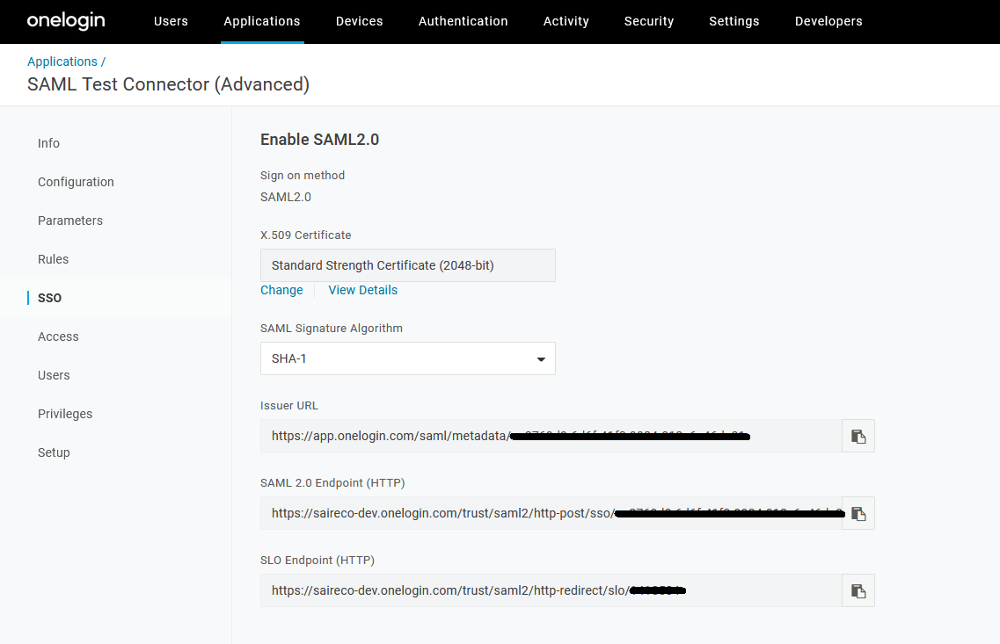 onelogin Users Applications Devices Authentication Activity Security Settings Developers
Applications /
SAML Test Connector (Advanced)
Info
Configuration
Parameters
Rules
SSO
Access
Users
Privileges
Setup
Enable SAML2.0
Sign on method
SAML2.0
X.509 Certificate
Standard Strength Certificate (2048-bit)
Change View Details
SAML Signature Algorithm
SHA-1
Issuer URL
https://app.onelogin.com/saml/metadata/
SAML 2.0 Endpoint (HTTP)
https://saireco-dev.onelogin.com/trust/saml2/http-post/sso/
SLO Endpoint (HTTP)
https://saireco-dev.onelogin.com/trust/saml2/http-redirect/slo/